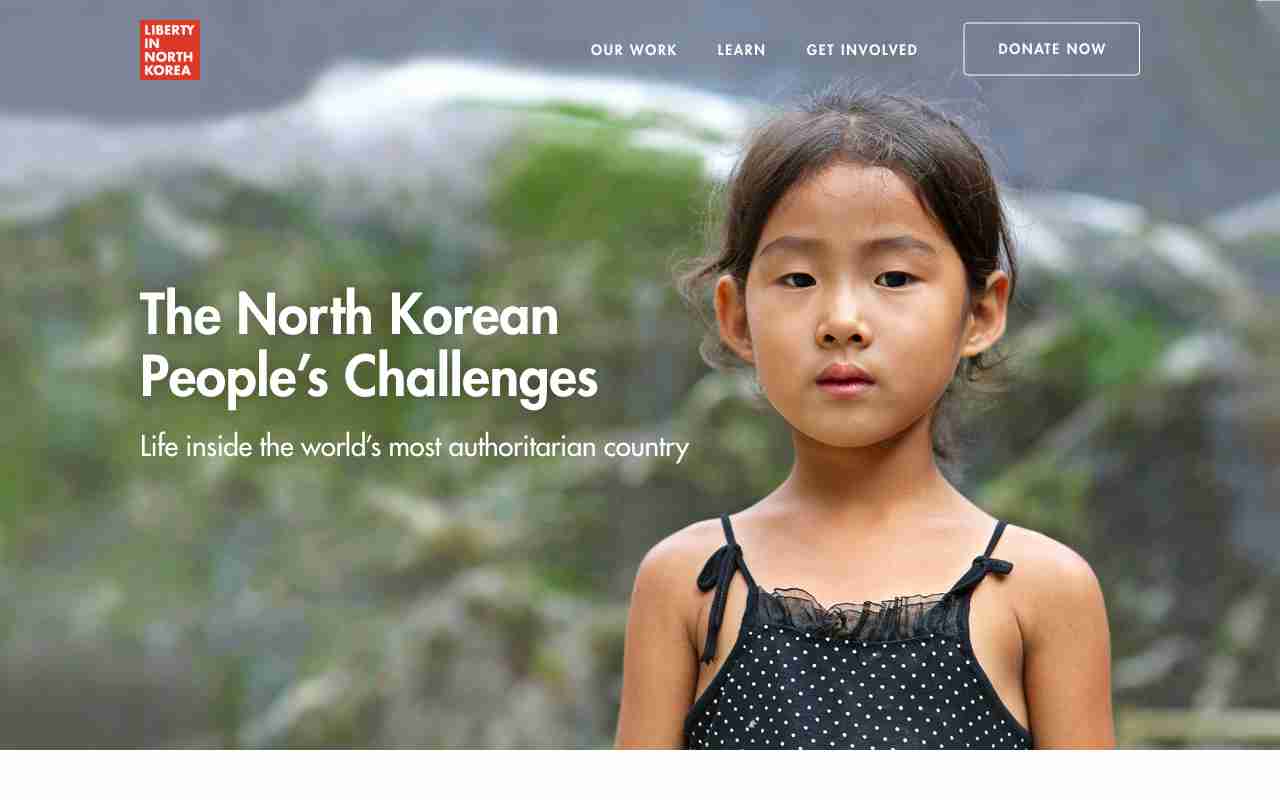 LIBERTY
IN
NORTH
KOREA
OUR WORK
LEARN
GET INVOLVED
DONATE NOW
The North Korean
People’s Challenges
Life inside the world’s most authoritarian country